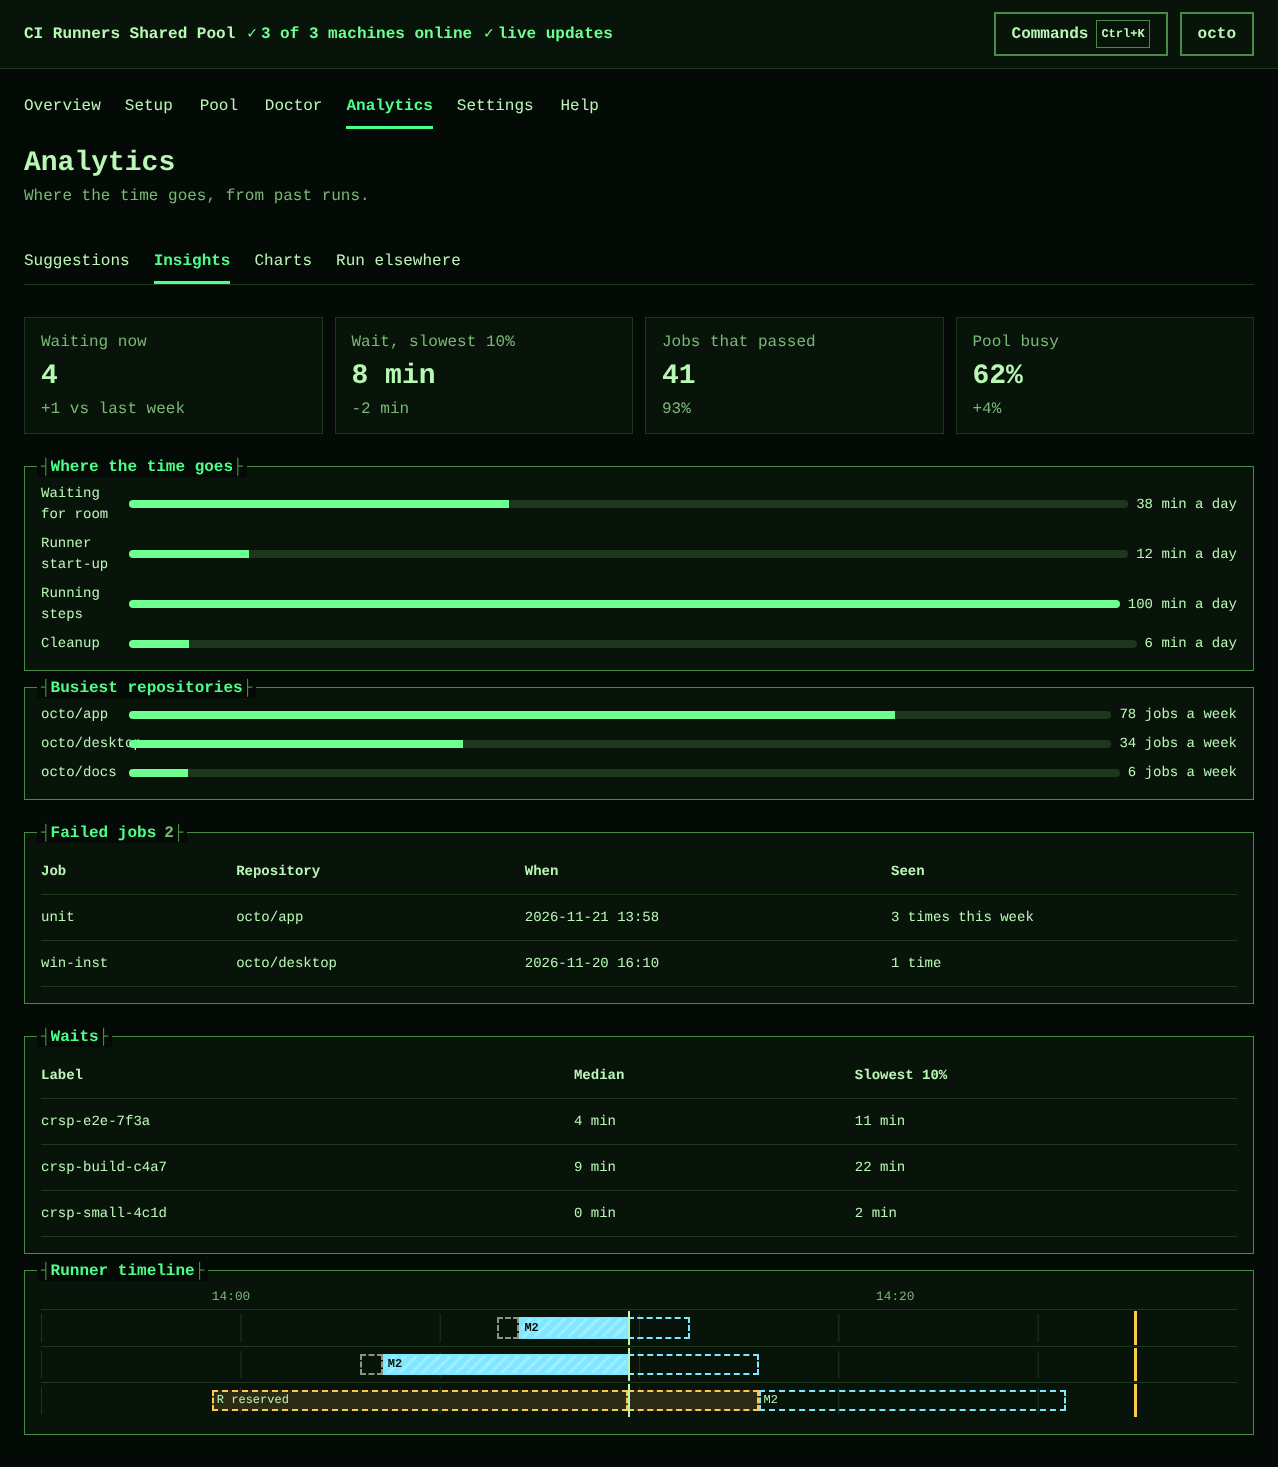 CI Runners Shared Pool ✓ 3 of 3 machines online ✓ live updates Commands Ctrl+K octo
Overview Setup Pool Doctor Analytics Settings Help
Analytics
Where the time goes, from past runs.
Suggestions Insights Charts Run elsewhere
Waiting now
4
+1 vs last week
Wait, slowest 10%
8 min
-2 min
Jobs that passed
41
93%
Pool busy
62%
+4%
Where the time goes
Waiting
for room
38 min a day
Runner
start-up
12 min a day
Running
steps
100 min a day
Cleanup 6 min a day
Busiest repositories
octo/app 78 jobs a week
octo/desktop 34 jobs a week
octo/docs 6 jobs a week
Failed jobs 2
Job Repository When Seen
unit octo/app 2026-11-21 13:58 3 times this week
win-inst octo/desktop 2026-11-20 16:10 1 time
Waits
Label Median Slowest 10%
crsp-e2e-7f3a 4 min 11 min
crsp-build-c4a7 9 min 22 min
crsp-small-4c1d 0 min 2 min
Runner timeline
14:00 14:20
M2
M2
R reserved M2